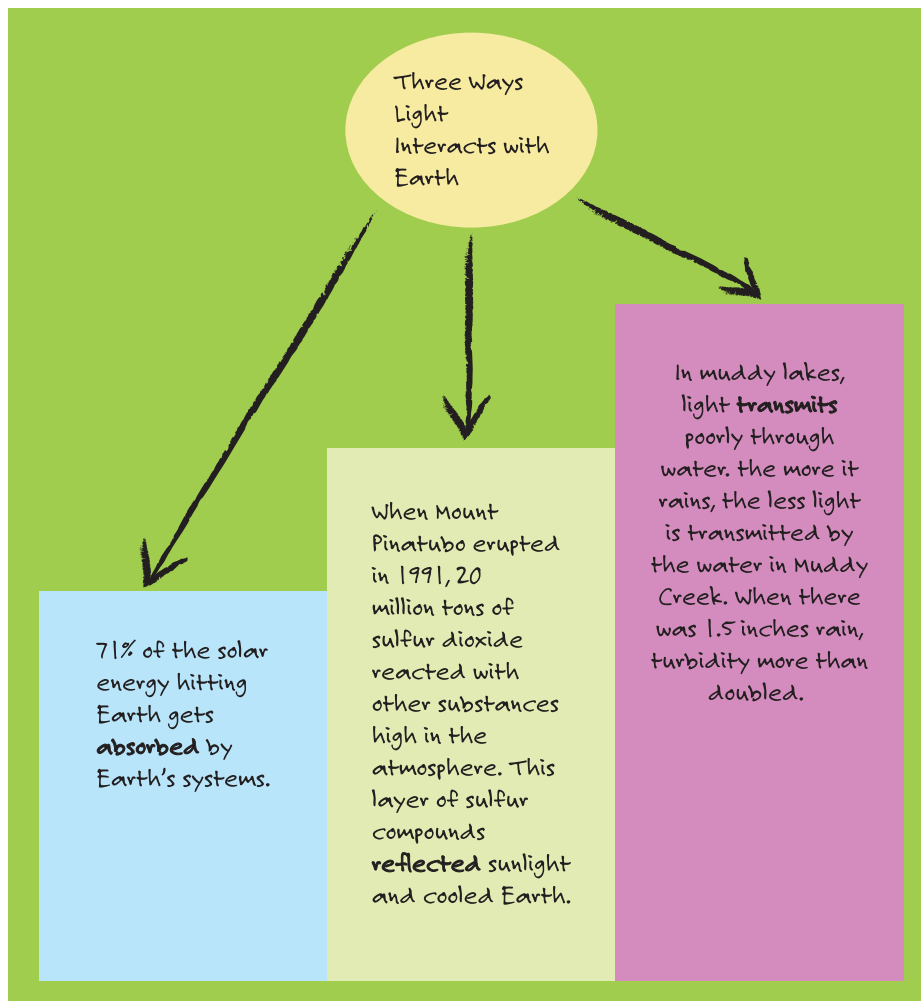 Three Ways
Light
Interacts with
Earth
71% of the solar
energy hitting
Earth gets
absorbed by
Earth's systems.
When Mount
Pinatubo erupted
in 1991, 20
million tons of
sulfur dioxide
reacted with
other substances
high in the
atmosphere. This
layer of sulfur
compounds
reflected sunlight
and cooled Earth.
In muddy lakes,
light transmits
poorly through
water. the more it
rains, the less light
is transmitted by
the water in Muddy
Creek. When there
was 1.5 inches rain,
turbidity more than
doubled.